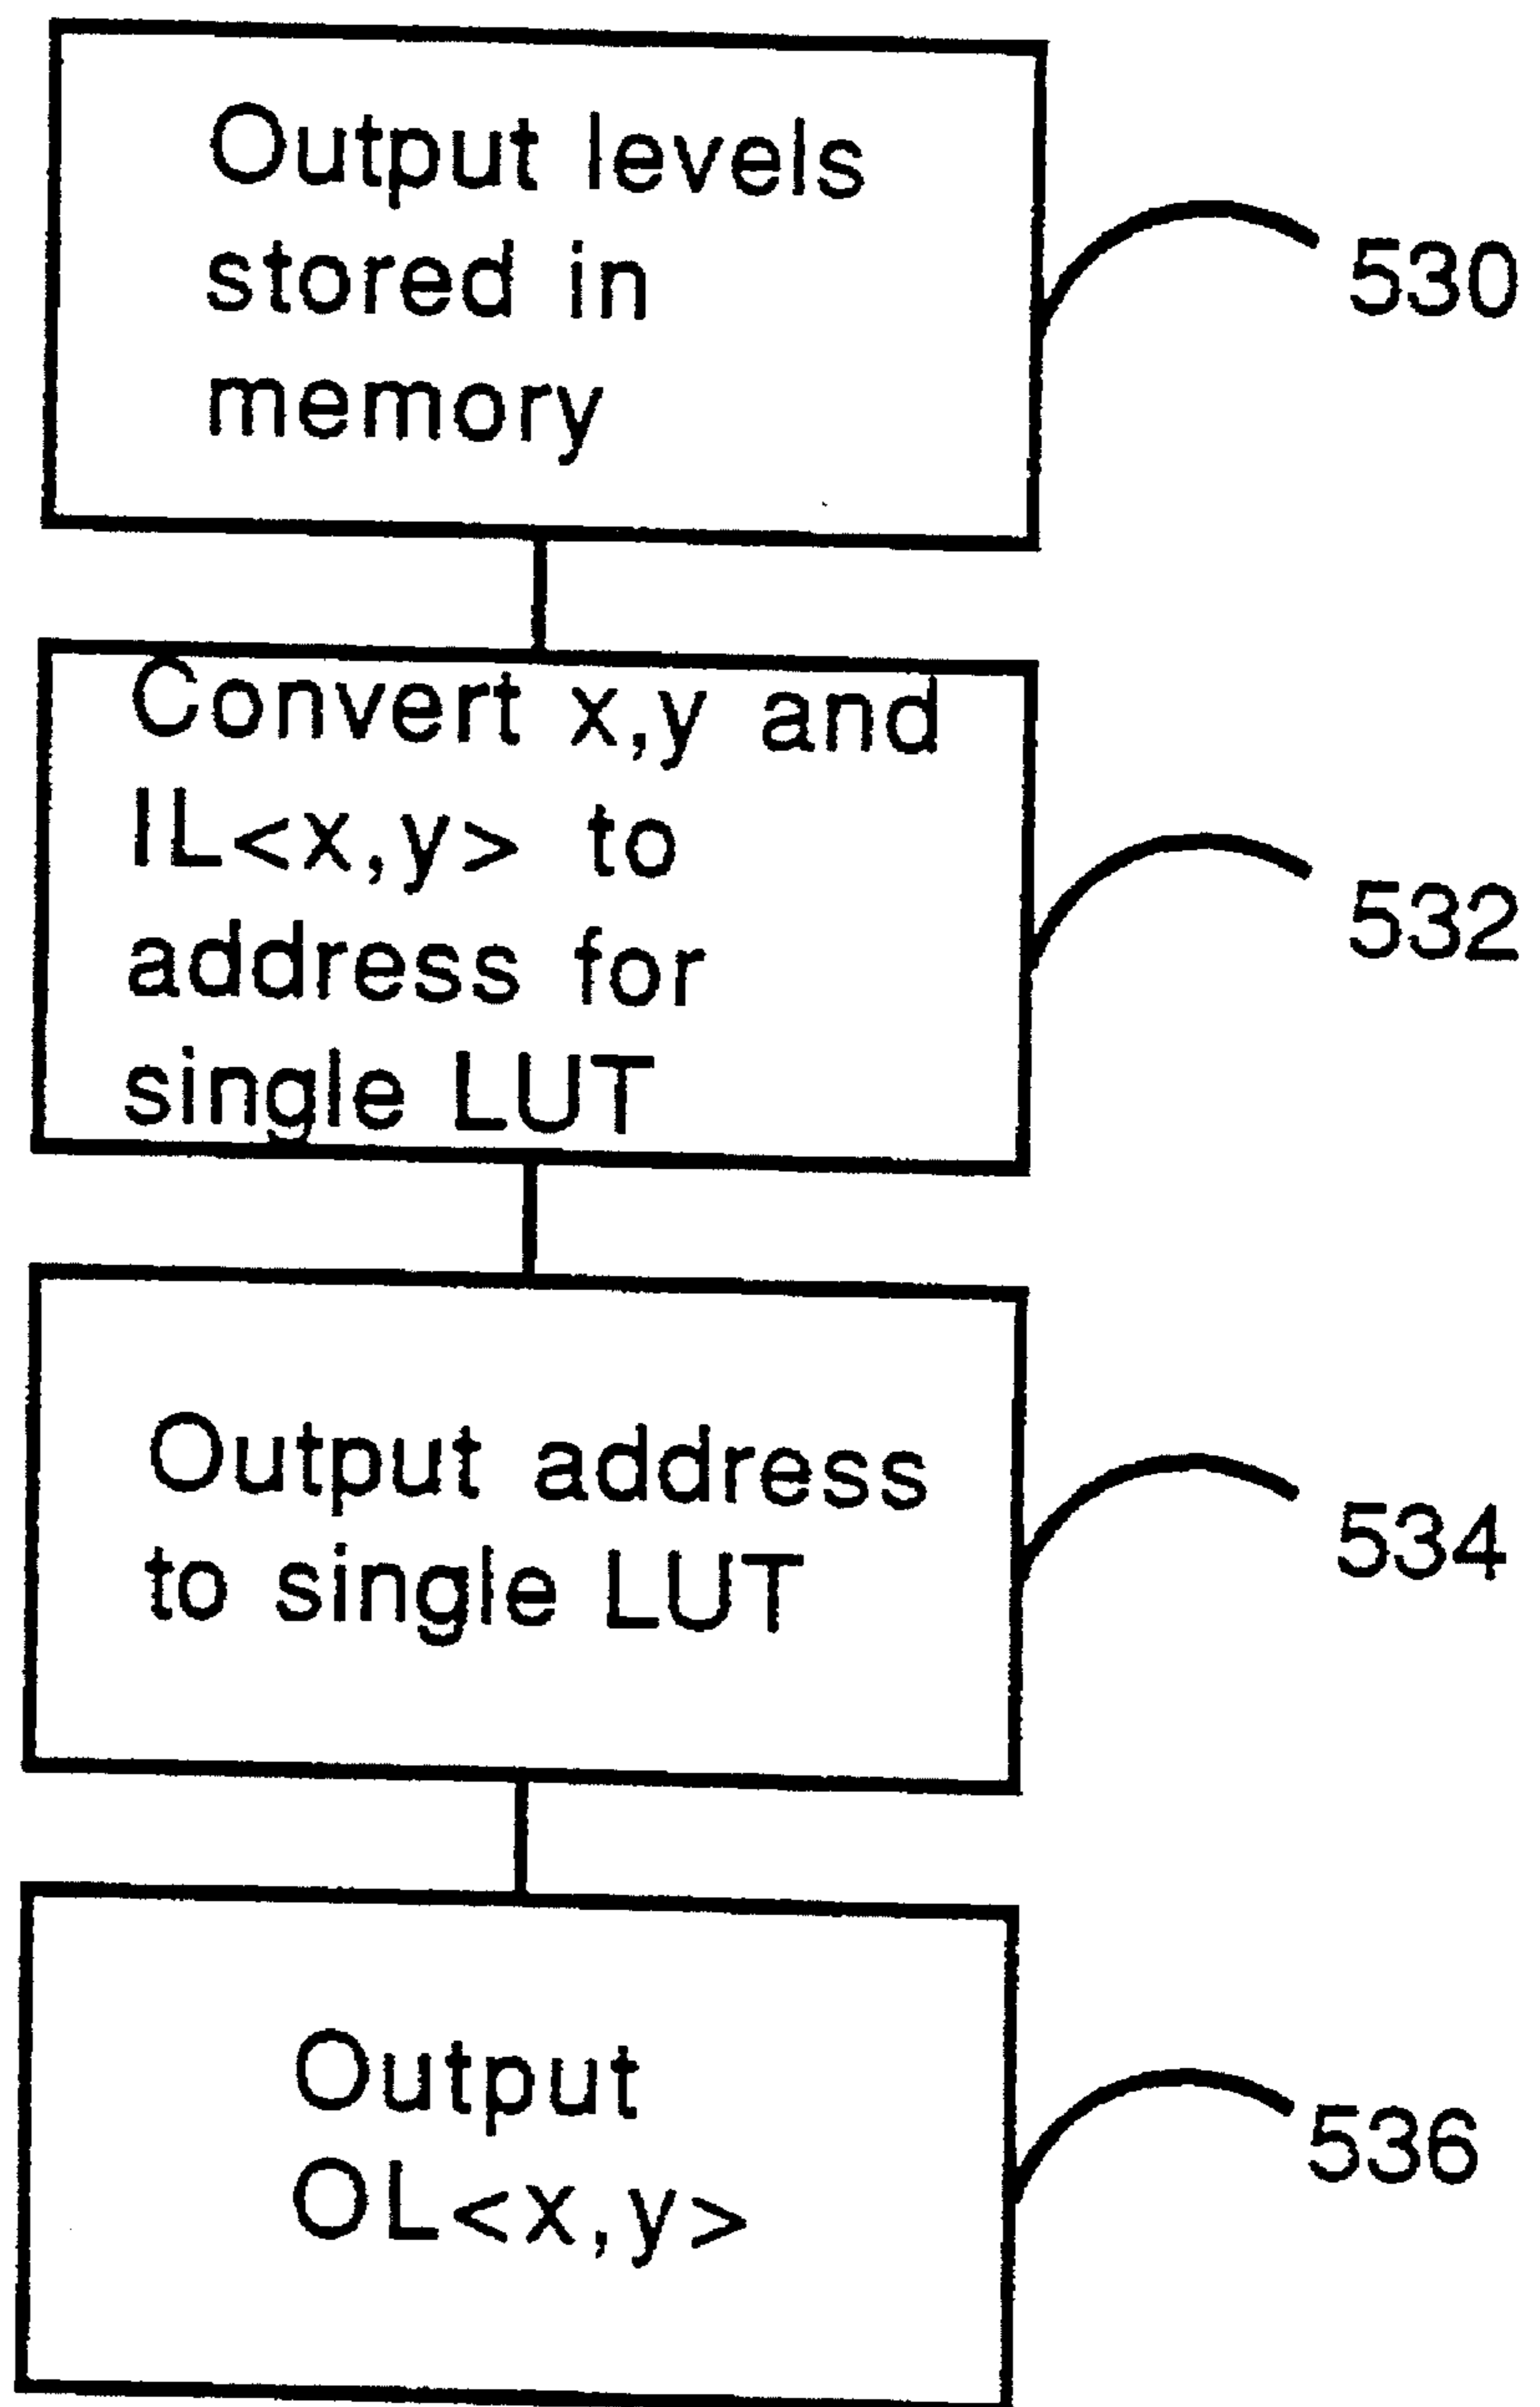 Output levels
stored in
memory
530
Convert x,y and
IL<x,y> to
address for
single LUT
532
Output address
to single LUT
534
Output
OL<x,y>
536